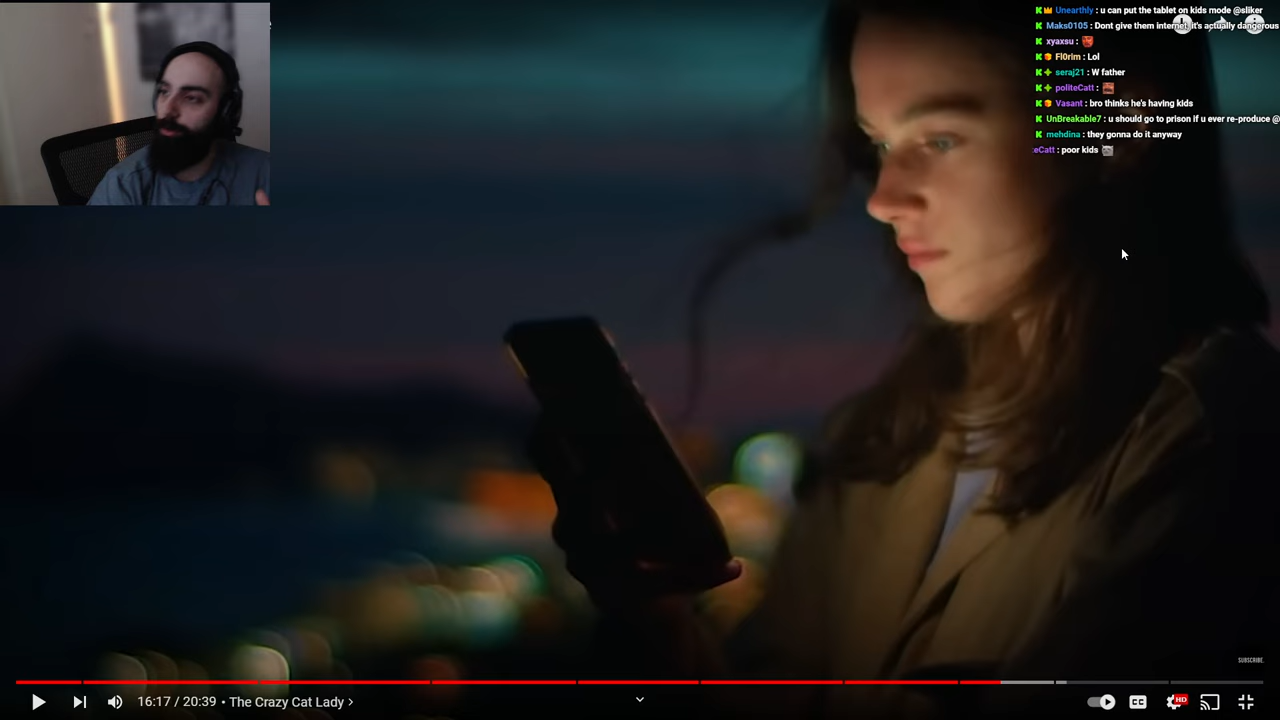 Unearthly : u can put the tablet on kids mode @sliker
Maks0105 : Dont give them internet, it's actually dangerous
xyaxsu :
Fl0rim : Lol
seraj21 : W father
politeCatt :
Vasant : bro thinks he's having kids
UnBreakable7 : u should go to prison if u ever re-produce @
mehdina : they gonna do it anyway
eCatt : poor kids
SUBSCRIBE
16:17 / 20:39 • The Crazy Cat Lady
CC
HD